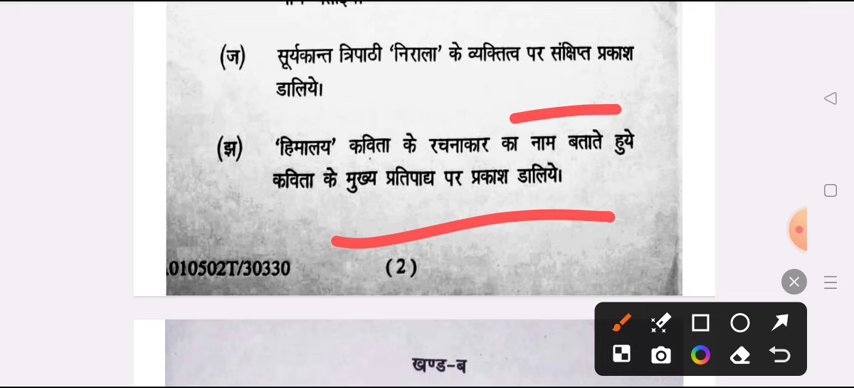 (ज) सूर्यकान्त त्रिपाठी ‘निराला’ के व्यक्तित्व पर संक्षिप्त प्रकाश
डालिये।
(झ) ‘हिमालय’ कविता के रचनाकार का नाम बताते हुये
कविता के मुख्य प्रतिपाद्य पर प्रकाश डालिये।
010502T/30330 (2)
खण्ड-ब